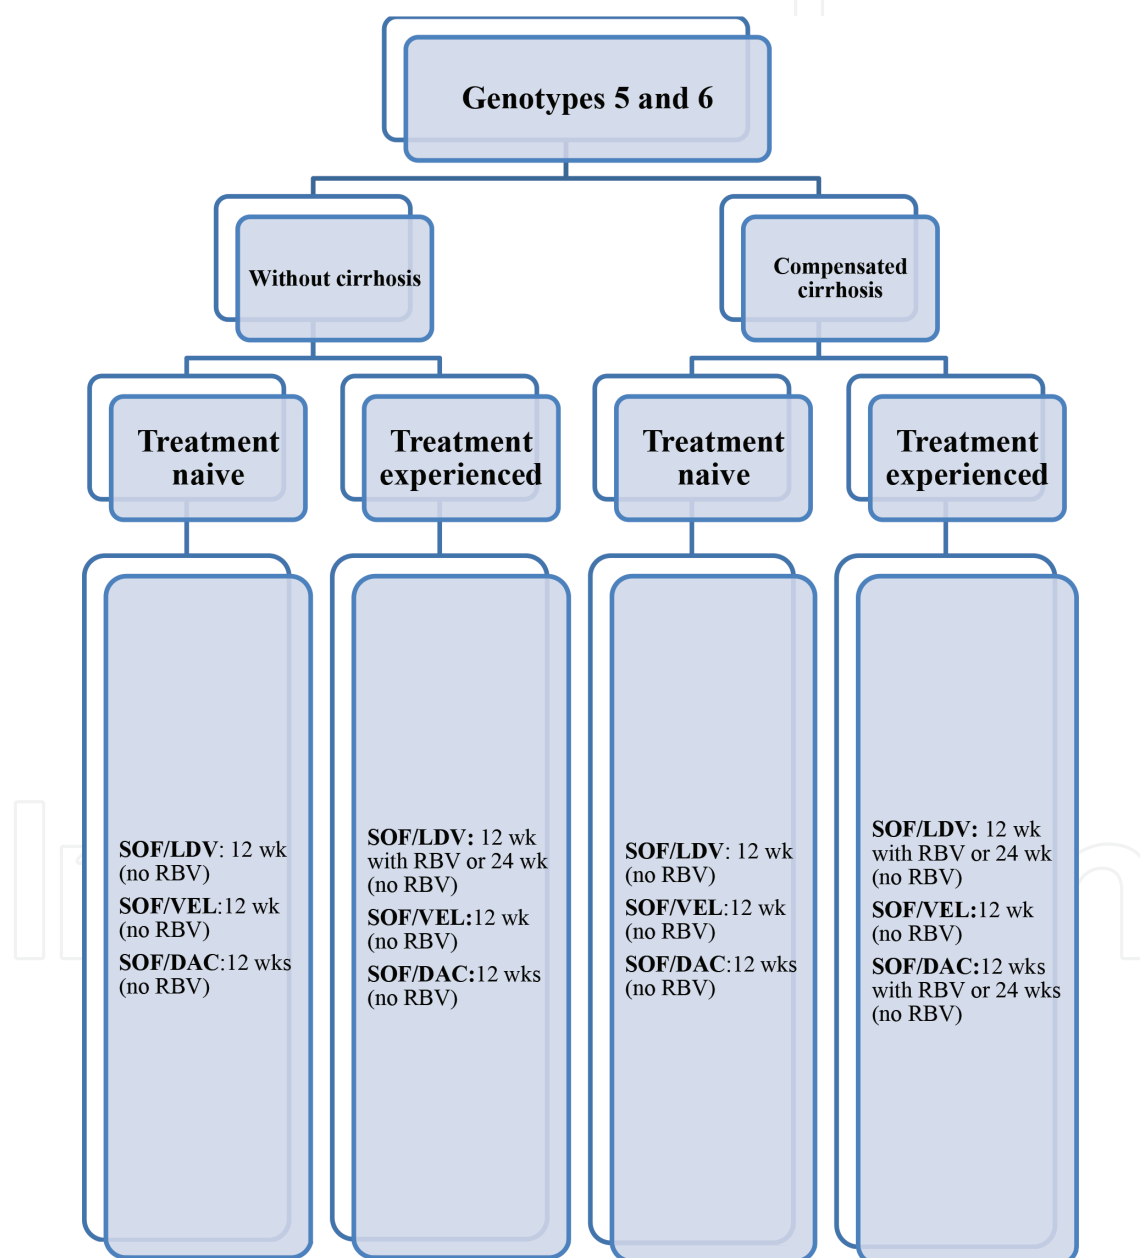 Genotypes 5 and 6
Without cirrhosis
Compensated
cirrhosis
Treatment
naive
Treatment
experienced
Treatment
naive
Treatment
experienced
SOF/LDV: 12 wk
(no RBV)
SOF/VEL:12 wk
(no RBV)
SOF/DAC:12 wks
(no RBV)
SOF/LDV: 12 wk
with RBV or 24 wk
(no RBV)
SOF/VEL:12 wk
(no RBV)
SOF/DAC:12 wks
(no RBV)
SOF/LDV: 12 wk
(no RBV)
SOF/VEL:12 wk
(no RBV)
SOF/DAC:12 wks
(no RBV)
SOF/LDV: 12 wk
with RBV or 24 wk
(no RBV)
SOF/VEL:12 wk
(no RBV)
SOF/DAC:12 wks
with RBV or 24 wks
(no RBV)